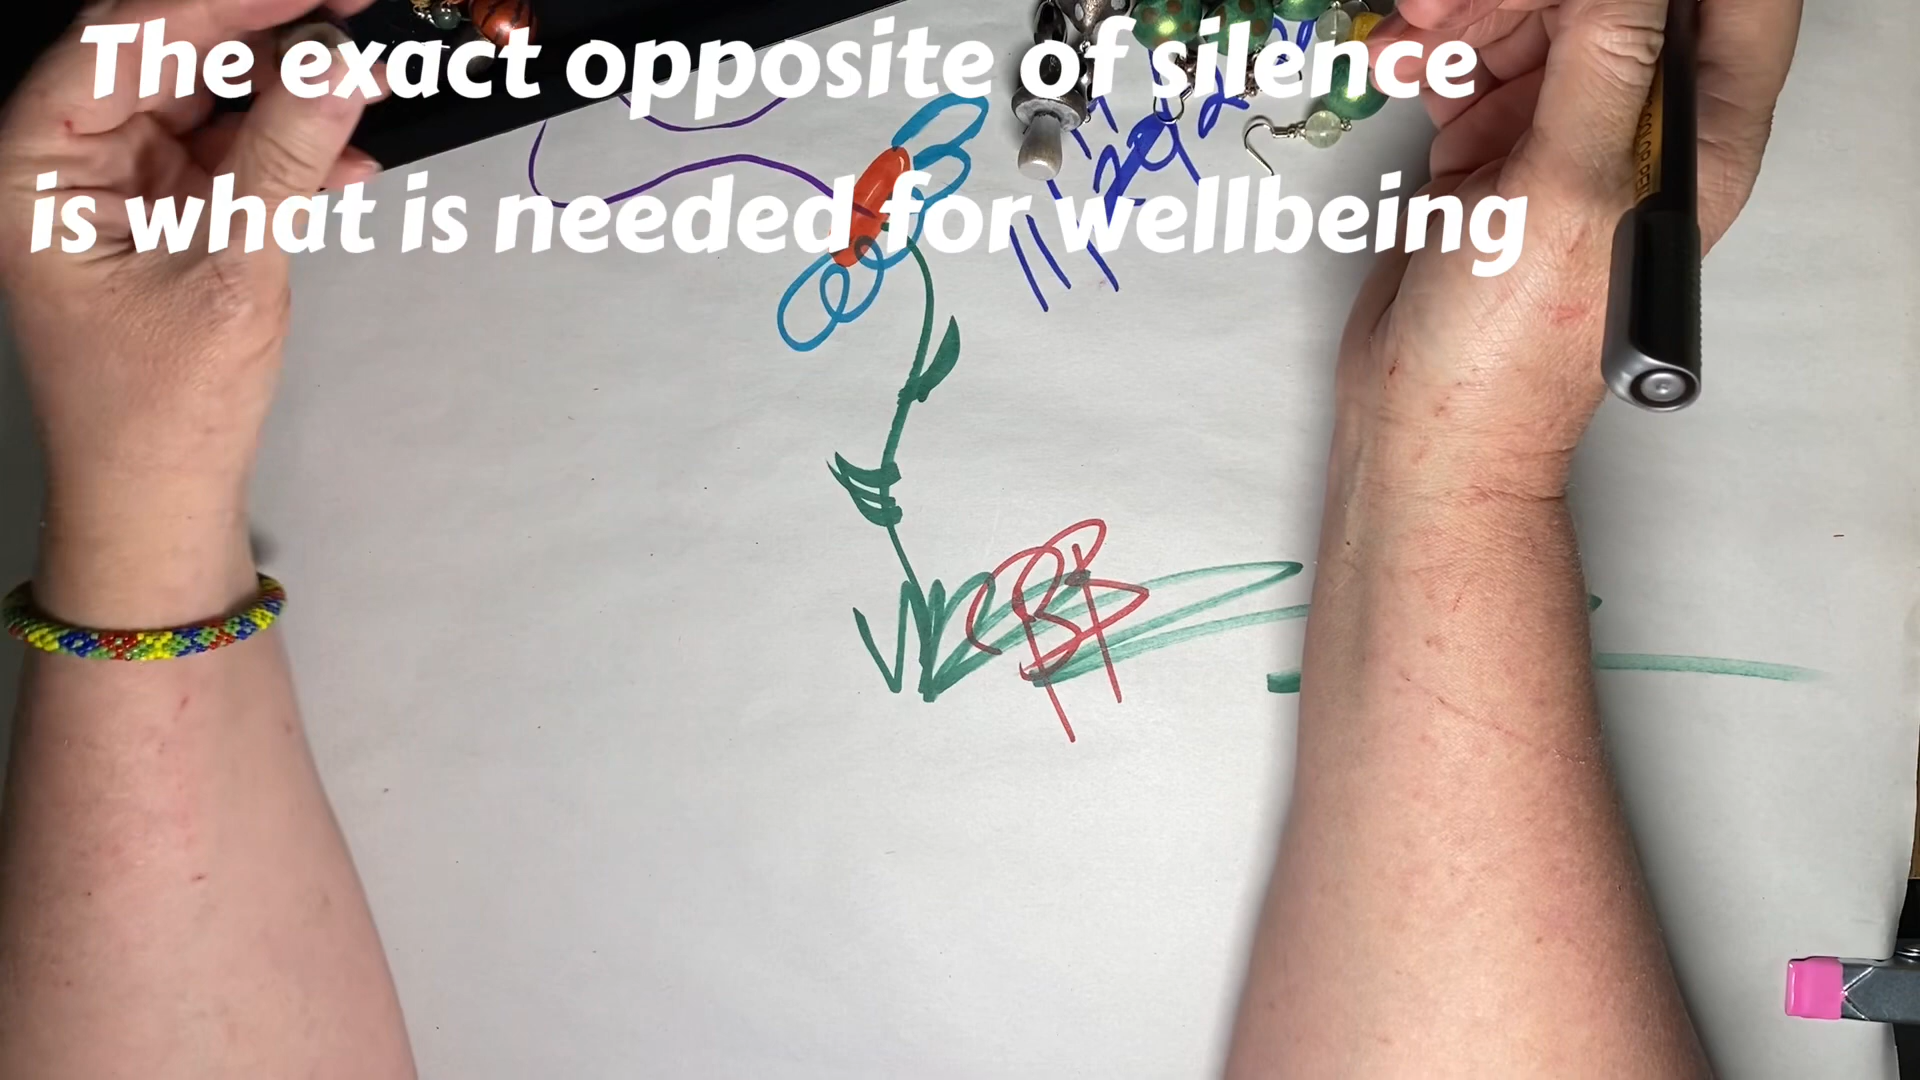 The exact opposite of silence
is what is needed for wellbeing